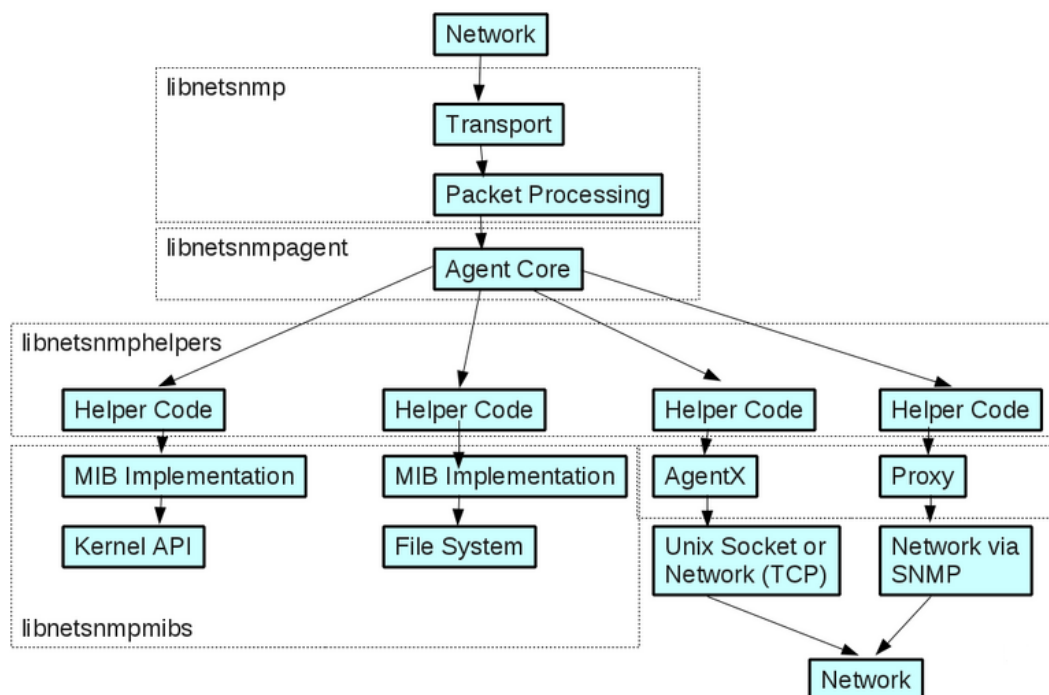 Network
libnetsnmp
Transport
Packet Processing
libnetsnmpagent
Agent Core
libnetsnmphelpers
Helper Code
Helper Code
Helper Code
Helper Code
MIB Implementation
MIB Implementation
AgentX
Proxy
Kernel API
File System
Unix Socket or
Network (TCP)
Network via
SNMP
libnetsnmpmibs
Network